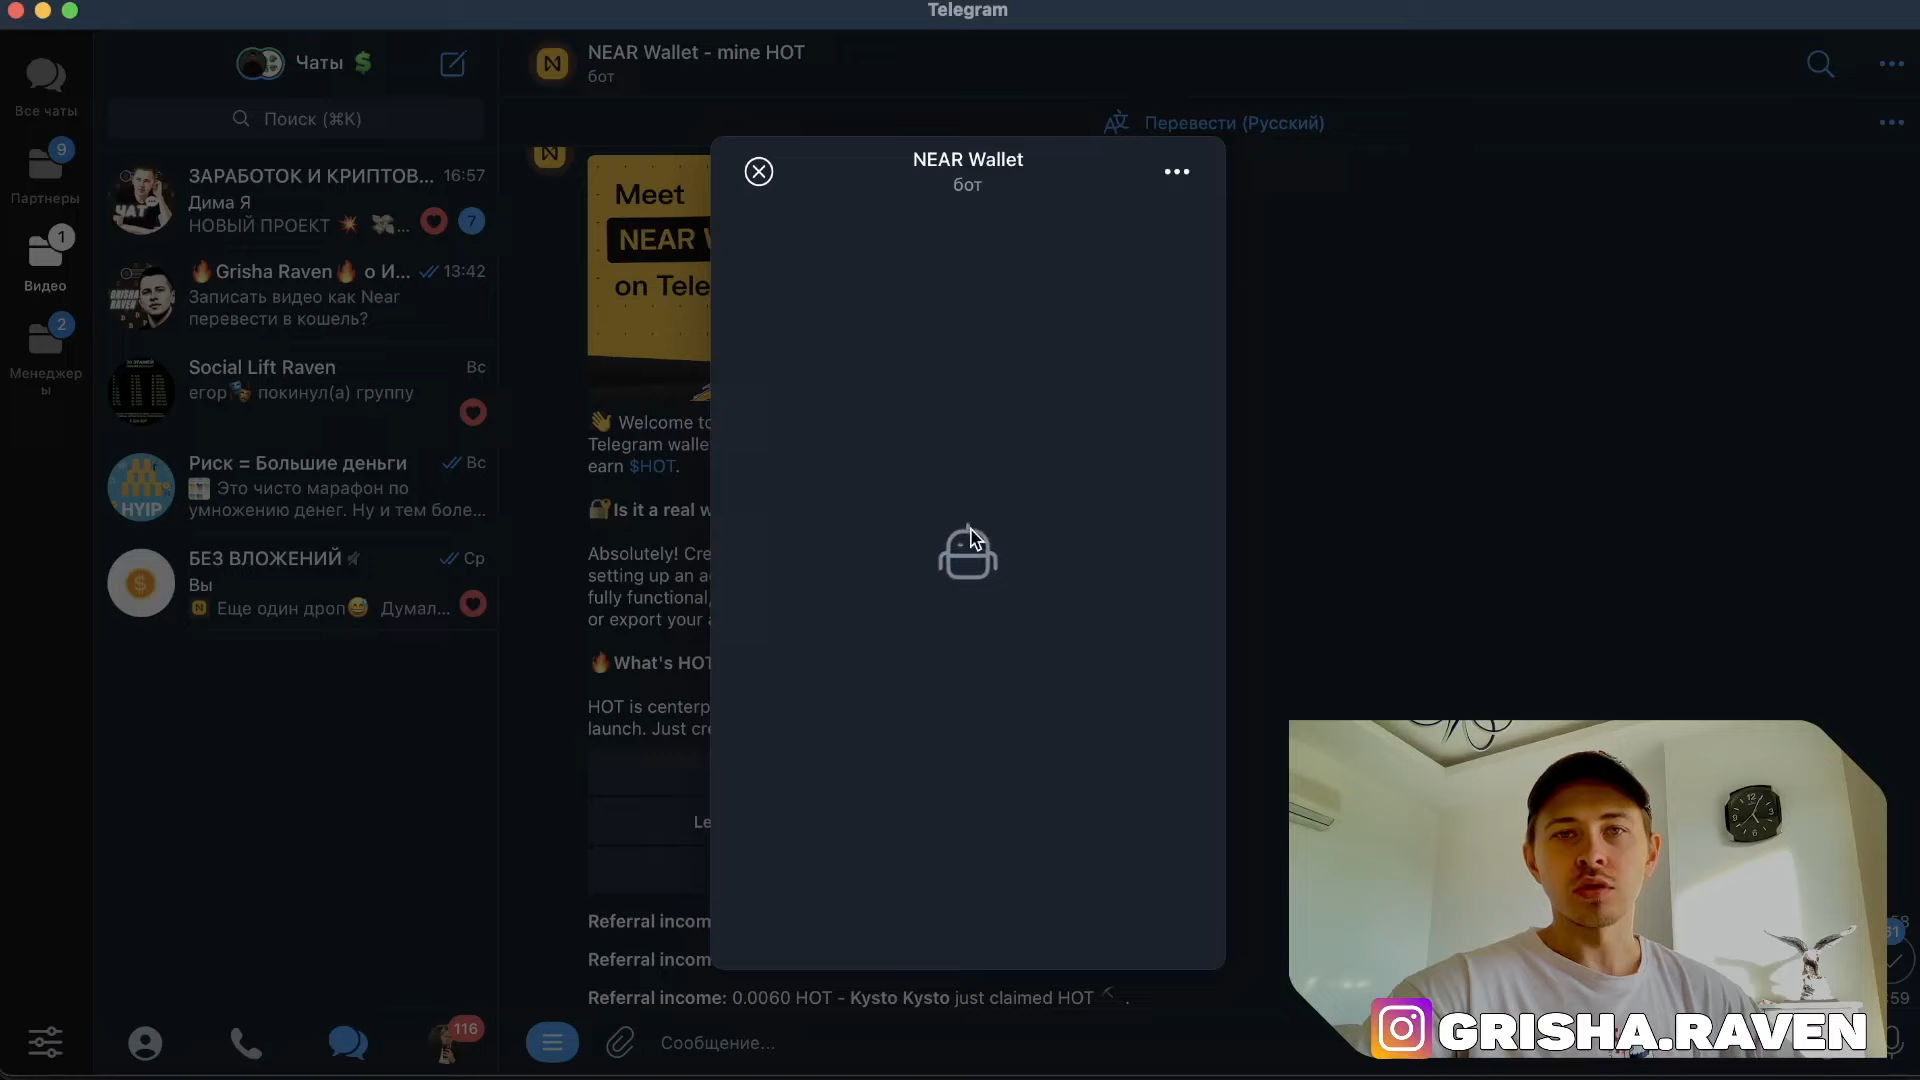 Telegram
Все чаты
9
Партнеры
1
Видео
2
Менеджер
ы
Чаты
Поиск (⌘K)
ЗАРАБОТОК И КРИПТОВ... 16:57
Дима Я
НОВЫЙ ПРОЕКТ ... 7
Grisha Raven о И... 13:42
Записать видео как Near
перевести в кошель?
Social Lift Raven Вс
егор покинул(а) группу
Риск = Большие деньги Вс
Это чисто марафон по
умножению денег. Ну и тем боле...
HYIP
БЕЗ ВЛОЖЕНИЙ Ср
Вы
Еще один дроп Думал...
116
NEAR Wallet - mine HOT
бот
Перевести (Русский)
Meet
NEAR
on Tele
Welcome to
Telegram walle
earn $HOT.
Is it a real w
Absolutely! Cre
setting up an a
fully functional,
or export your a
What's HOT
HOT is centerp
launch. Just cre
Le
Referral incom
Referral incom
Referral income: 0.0060 HOT - Kysto Kysto just claimed HOT .
Сообщение...
NEAR Wallet
бот
GRISHA.RAVEN